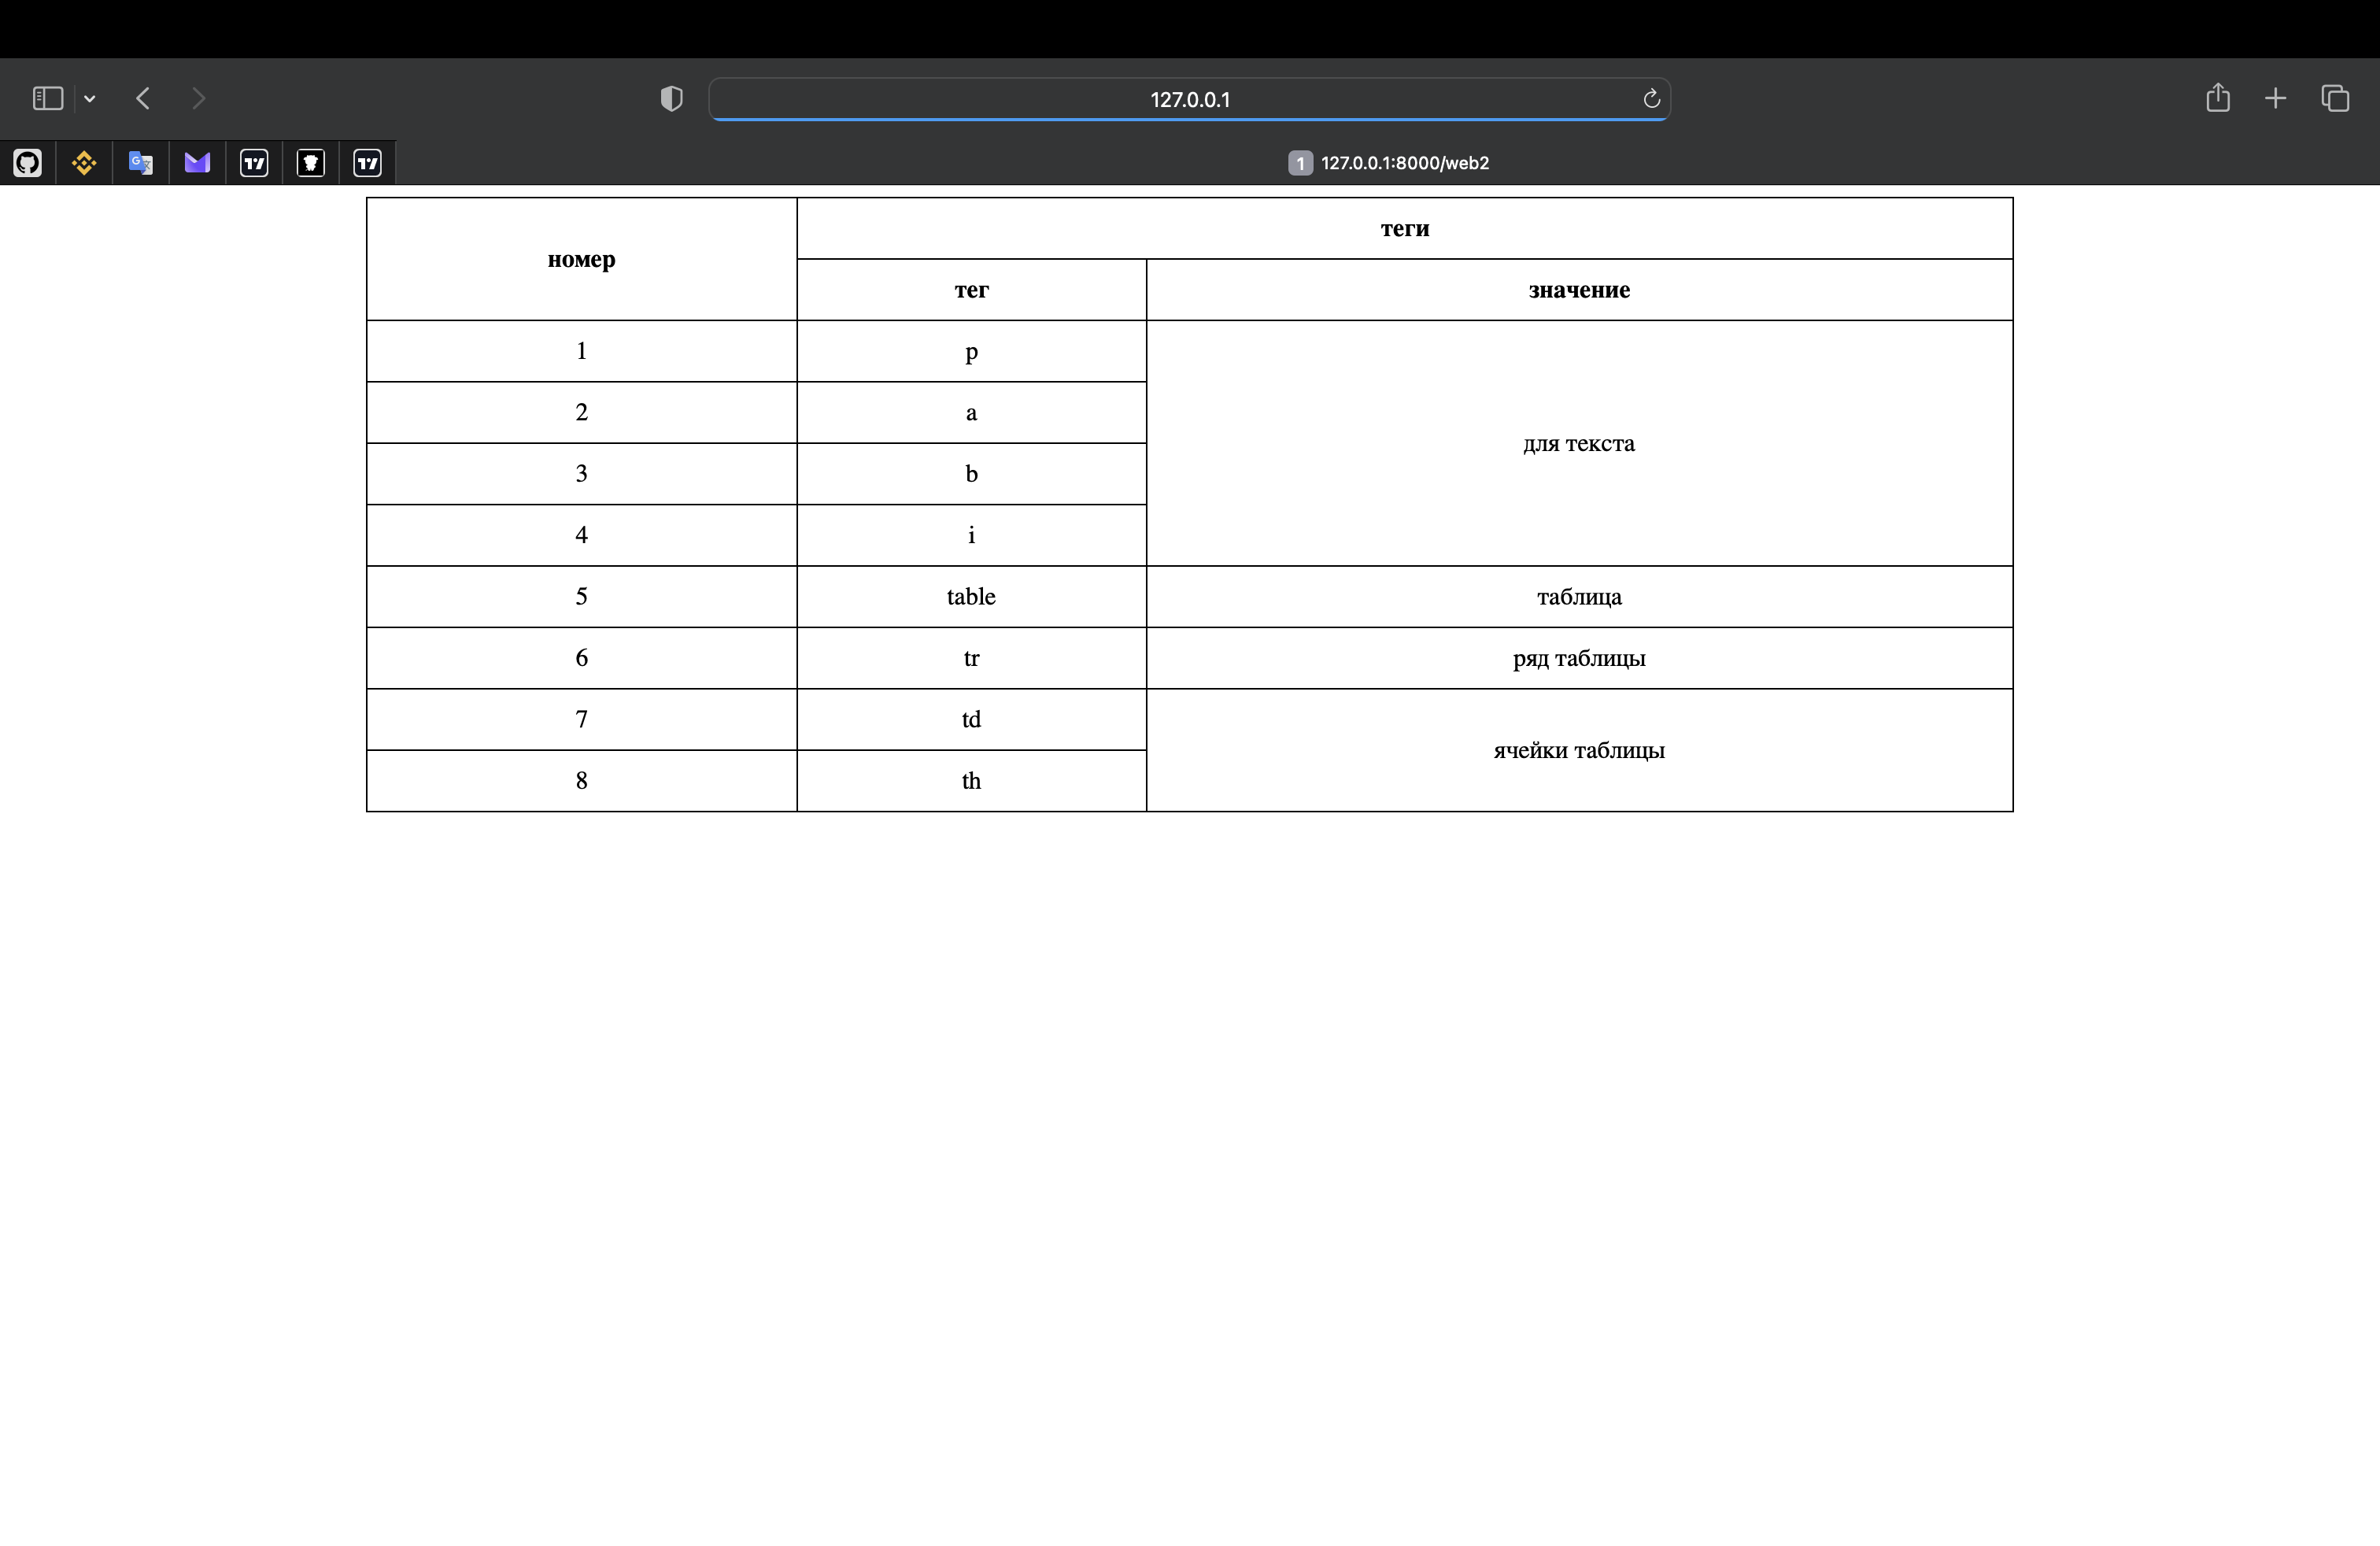 127.0.0.1
1 127.0.0.1:8000/web2
номер
теги
тег значение
1 p
для текста
2 a
3 b
4 i
5 table таблица
6 tr ряд таблицы
7 td
ячейки таблицы
8 th